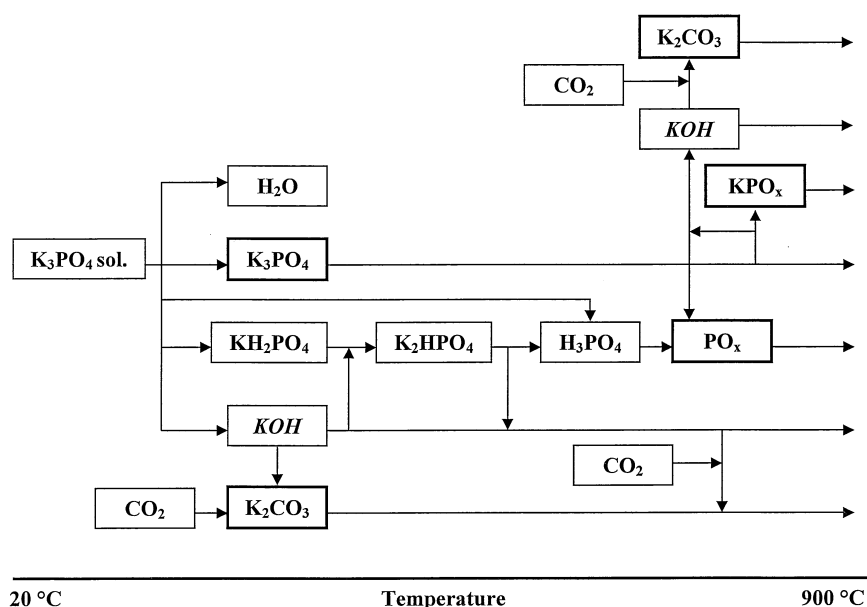 K₂CO₃
CO₂
KOH
H₂O
KPOₓ
K₃PO₄ sol.
K₃PO₄
KH₂PO₄
K₂HPO₄
H₃PO₄
POₓ
KOH
CO₂
CO₂
K₂CO₃
20 °C
Temperature
900 °C